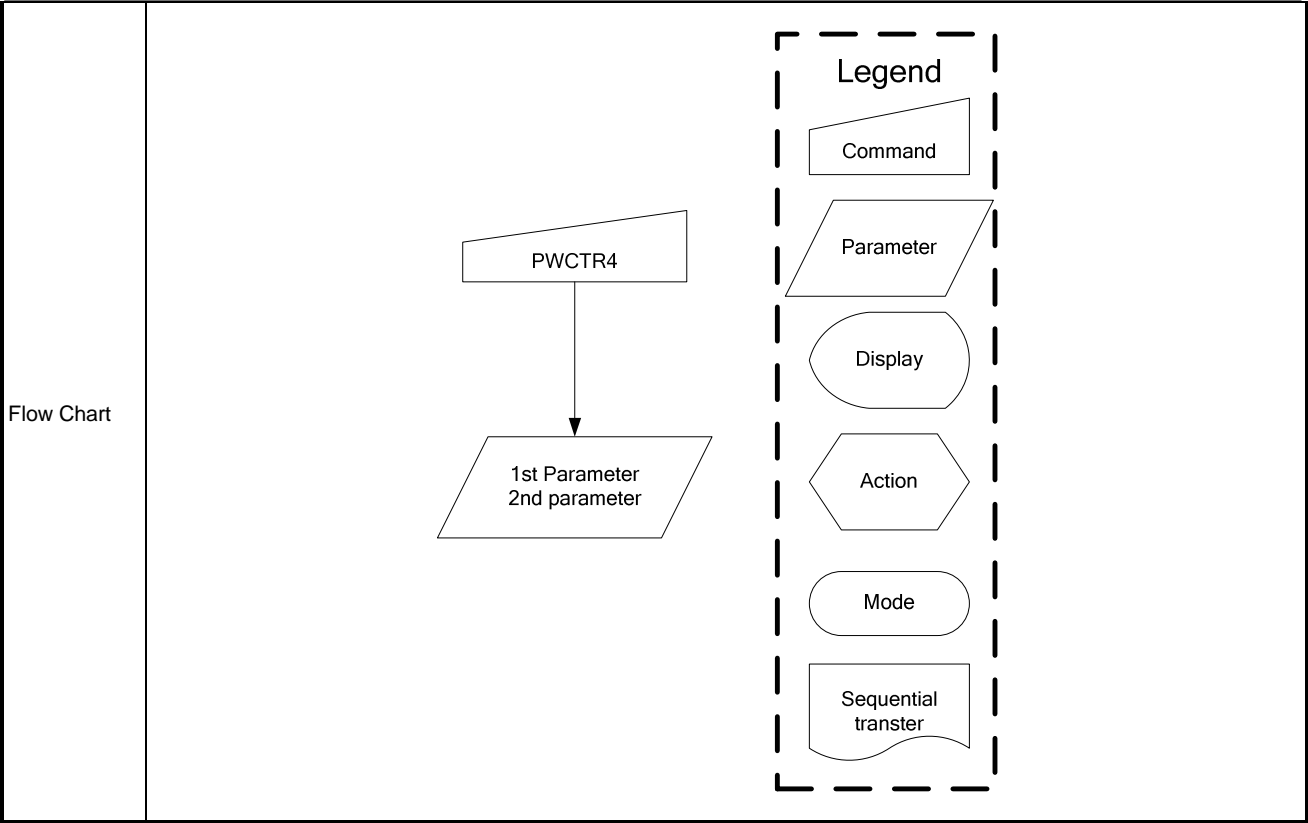 Flow Chart
PWCTR4
1st Parameter
2nd parameter
Legend
Command
Parameter
Display
Action
Mode
Sequential
transter